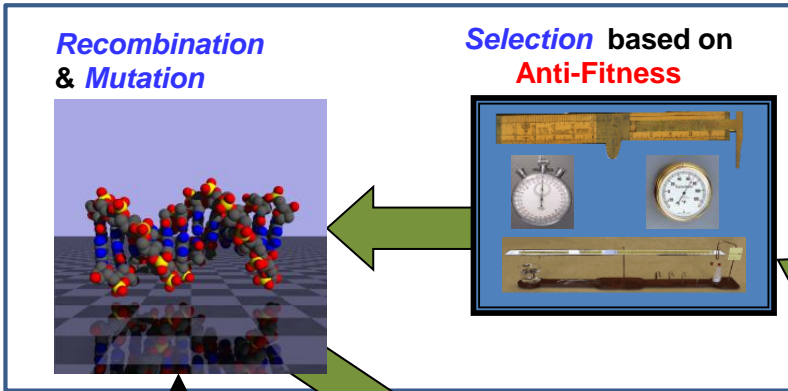 Recombination
& Mutation
Selection based on
Anti-Fitness